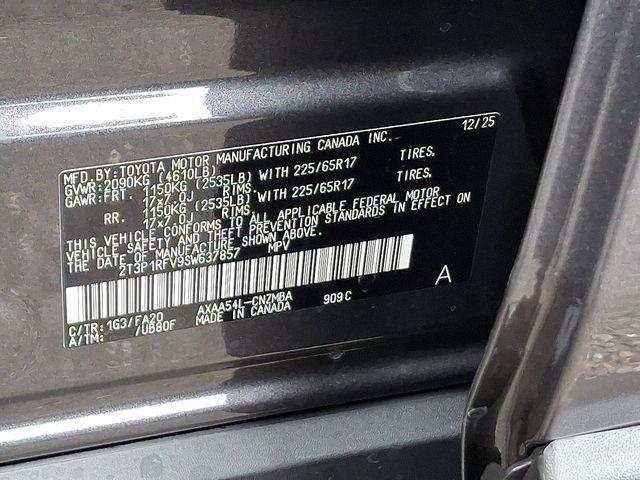 MFD.BY:TOYOTA MOTOR MANUFACTURING CANADA INC. 12/25
GVWR:2090KG (4610LB)
GAWR:FRT. 1150KG (2535LB) WITH 225/65R17 TIRES,
17x7.0J RIMS,
RR. 1150KG (2535LB) WITH 225/65R17 TIRES,
17x7.0J RIMS,
THIS VEHICLE CONFORMS TO ALL APPLICABLE FEDERAL MOTOR
VEHICLE SAFETY AND THEFT PREVENTION STANDARDS IN EFFECT ON
THE DATE OF MANUFACTURE SHOWN ABOVE.
2T3P1RFV9SW637857 MPV
A
C/TR:1G3/FA20 AXAA54L-CNZMBA 909C
A/TM: /UB80F MADE IN CANADA